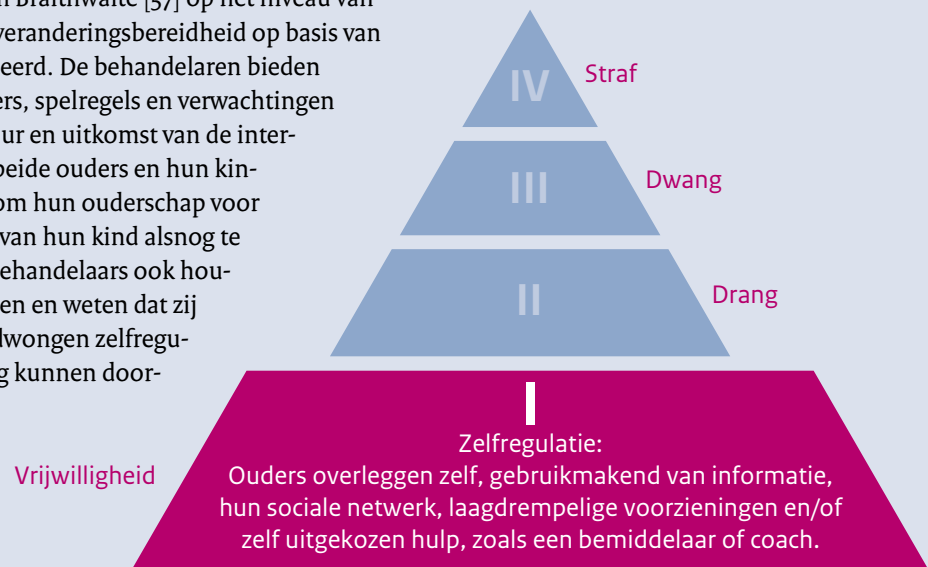 Braithwaite [57] op het niveau van
veranderingsbereidheid op basis van
eerd. De behandelaren bieden
ers, spelregels en verwachtingen
ur en uitkomst van de inter-
beide ouders en hun kin-
om hun ouderschap voor
van hun kind alsnog te
ehandelaars ook hou-
en en weten dat zij
dwongen zelfregu-
g kunnen door-
IV
Straf
III
Dwang
II
Drang
I
Vrijwilligheid
Zelfregulatie:
Ouders overleggen zelf, gebruikmakend van informatie,
hun sociale netwerk, laagdrempelige voorzieningen en/of
zelf uitgekozen hulp, zoals een bemiddelaar of coach.